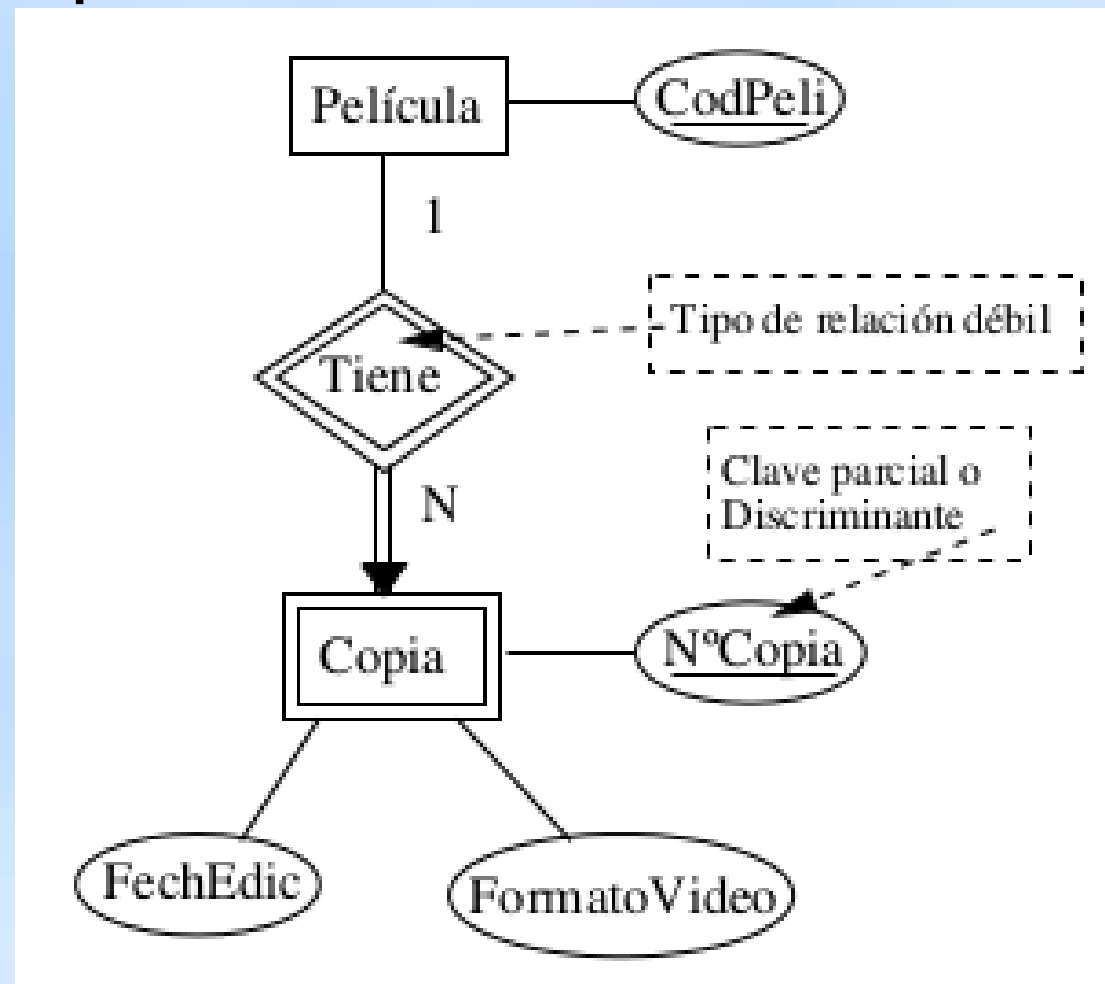 Película
CodPeli
1
Tipo de relación débil
Tiene
Clave parcial o
Discriminante
N
Copia
NºCopia
FechEdic
FormatoVideo